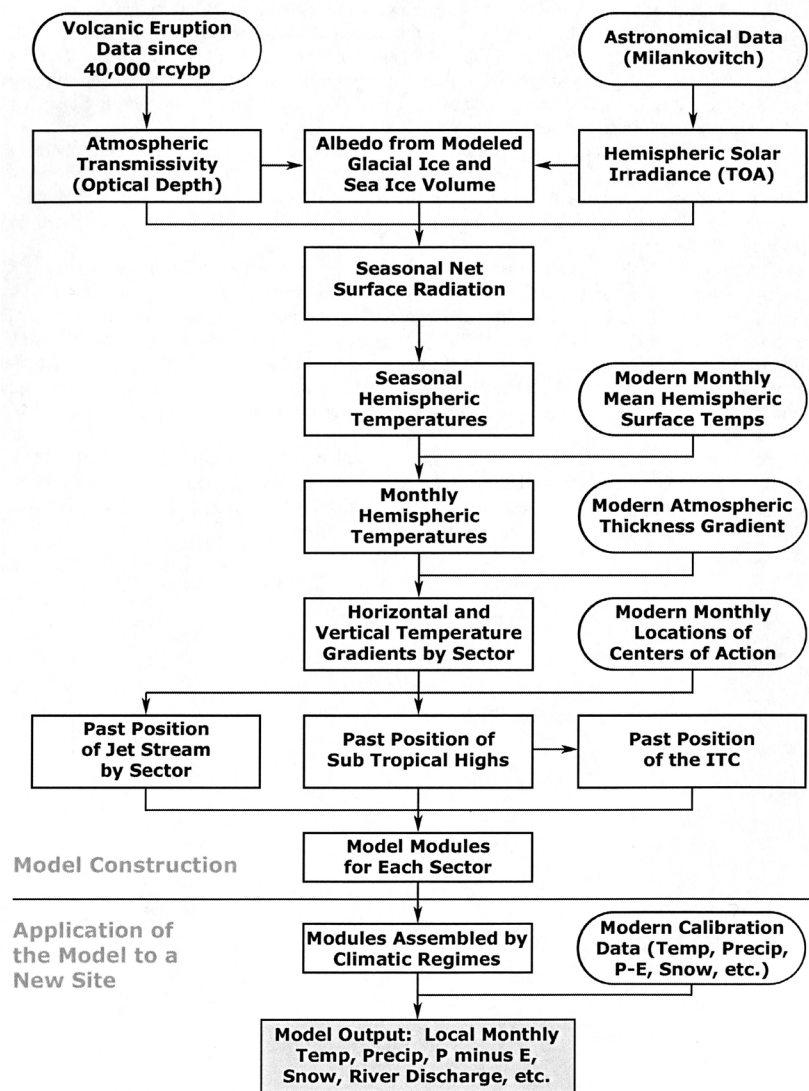 Volcanic Eruption
Data since
40,000 rcybp
Astronomical Data
(Milankovitch)
Atmospheric
Transmissivity
(Optical Depth)
Albedo from Modeled
Glacial Ice and
Sea Ice Volume
Hemispheric Solar
Irradiance (TOA)
Seasonal Net
Surface Radiation
Seasonal
Hemispheric
Temperatures
Modern Monthly
Mean Hemispheric
Surface Temps
Monthly
Hemispheric
Temperatures
Modern Atmospheric
Thickness Gradient
Horizontal and
Vertical Temperature
Gradients by Sector
Modern Monthly
Locations of
Centers of Action
Past Position
of Jet Stream
by Sector
Past Position of
Sub Tropical Highs
Past Position
of the ITC
Model Modules
for Each Sector
Model Construction
Application of
the Model to a
New Site
Modules Assembled by
Climatic Regimes
Modern Calibration
Data (Temp, Precip,
P-E, Snow, etc.)
Model Output: Local Monthly
Temp, Precip, P minus E,
Snow, River Discharge, etc.